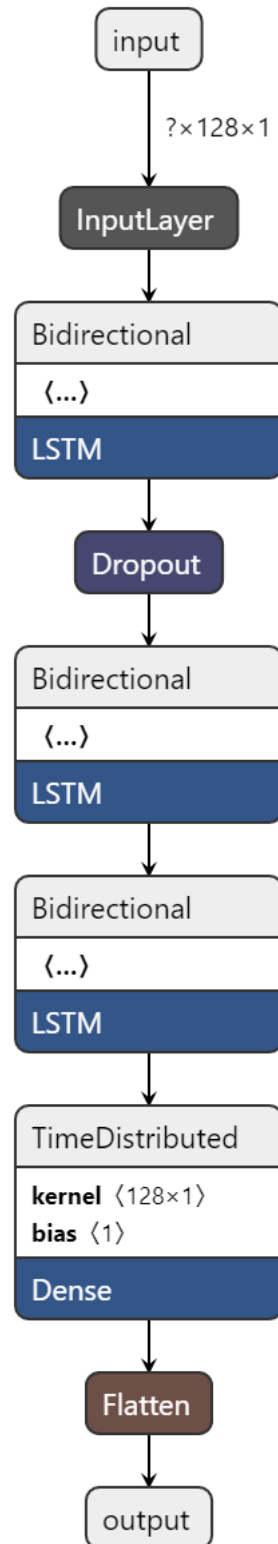 input
?×128×1
InputLayer
Bidirectional
⟨...⟩
LSTM
Dropout
Bidirectional
⟨...⟩
LSTM
Bidirectional
⟨...⟩
LSTM
TimeDistributed
kernel ⟨128×1⟩
bias ⟨1⟩
Dense
Flatten
output